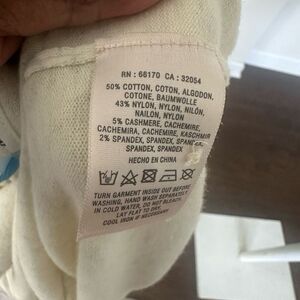 RN : 66170 CA : 32054
50% COTTON, COTON, ALGODON,
COTONE, BAUMWOLLE
43% NYLON, NYLON, NILÓN,
NAILON, NYLON
5% CASHMERE, CACHEMIRE,
CACHEMIRA, CACHEMIRE, KASCHMIR
2% SPANDEX, SPANDEX, SPANDEX,
SPANDEX, SPANDEX
HECHO EN CHINA
TURN GARMENT INSIDE OUT BEFORE
WASHING, HAND WASH SEPARATELY
IN COLD WATER, DO NOT BLEACH,
LAY FLAT TO DRY,
COOL IRON IF NECESSARY